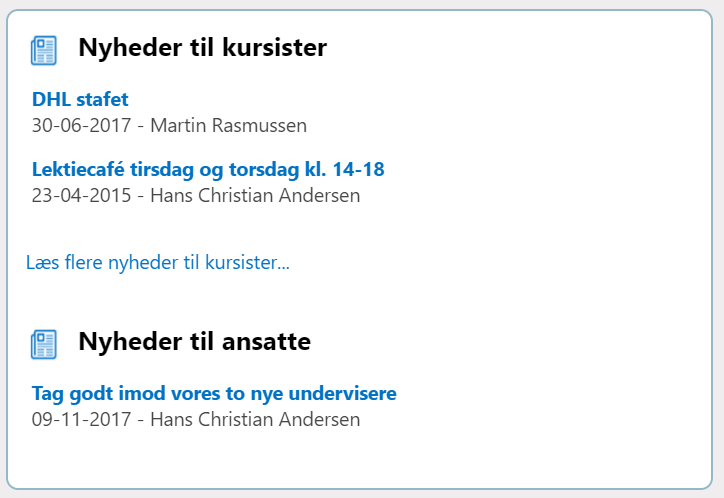 Nyheder til kursister
DHL stafet
30-06-2017 - Martin Rasmussen
Lektiecafé tirsdag og torsdag kl. 14-18
23-04-2015 - Hans Christian Andersen
Læs flere nyheder til kursister...
Nyheder til ansatte
Tag godt imod vores to nye undervisere
09-11-2017 - Hans Christian Andersen